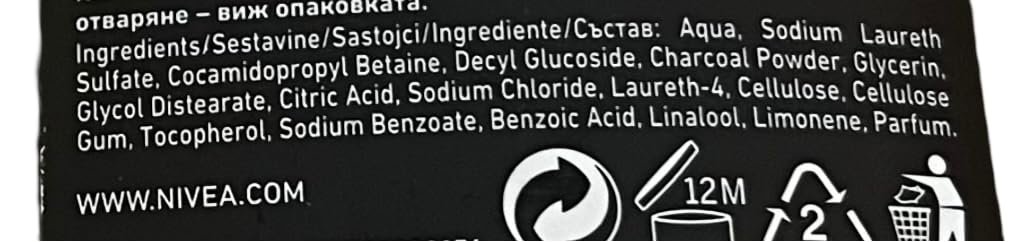 отваряне – виж опаковката.
Ingredients/Sestavine/Sastojci/Ingrediente/Състав: Aqua, Sodium Laureth
Sulfate, Cocamidopropyl Betaine, Decyl Glucoside, Charcoal Powder, Glycerin,
Glycol Distearate, Citric Acid, Sodium Chloride, Laureth-4, Cellulose, Cellulose
Gum, Tocopherol, Sodium Benzoate, Benzoic Acid, Linalool, Limonene, Parfum.
WWW.NIVEA.COM
12M
2